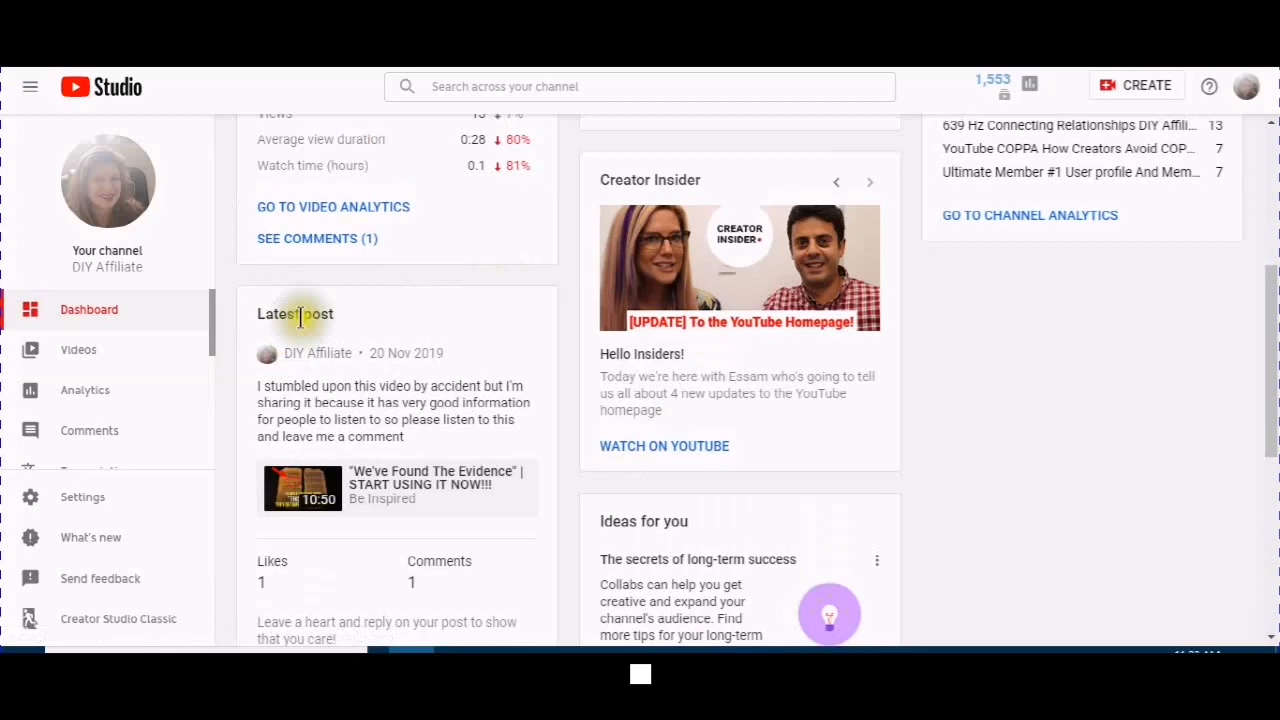 Studio
Search across your channel
1,553
CREATE
Your channel
DIY Affiliate
Dashboard
Videos
Analytics
Comments
Settings
What's new
Send feedback
Creator Studio Classic
Views 13 7%
Average view duration 0:28 80%
Watch time (hours) 0.1 81%
GO TO VIDEO ANALYTICS
SEE COMMENTS (1)
Latest post
DIY Affiliate • 20 Nov 2019
I stumbled upon this video by accident but I'm
sharing it because it has very good information
for people to listen to so please listen to this
and leave me a comment
10:50
"We've Found The Evidence" |
START USING IT NOW!!!
Be Inspired
Likes Comments
1 1
Leave a heart and reply on your post to show
that you care!
Creator Insider
CREATOR
INSIDER
[UPDATE] To the YouTube Homepage!
Hello Insiders!
Today we're here with Essam who's going to tell
us all about 4 new updates to the YouTube
homepage
WATCH ON YOUTUBE
Ideas for you
The secrets of long-term success
Collabs can help you get
creative and expand your
channel's audience. Find
more tips for your long-term
639 Hz Connecting Relationships DIY Affili... 13
YouTube COPPA How Creators Avoid COP... 7
Ultimate Member #1 User profile And Mem... 7
GO TO CHANNEL ANALYTICS